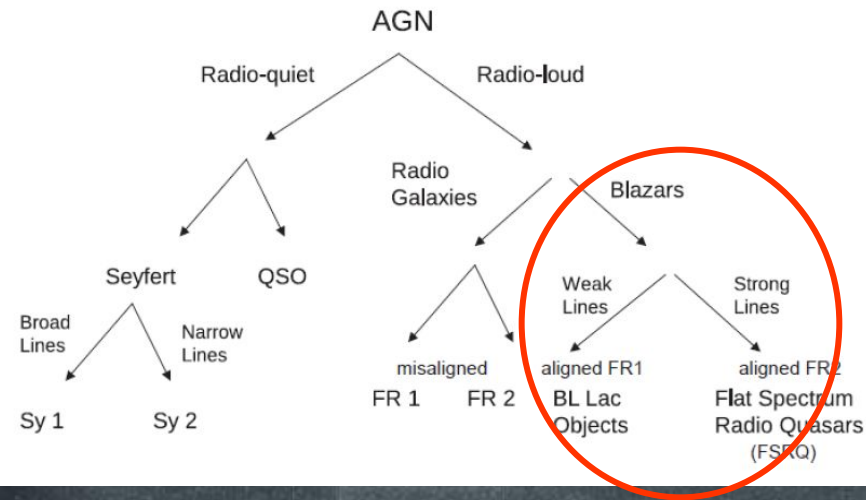 AGN
Radio-quiet
Radio-loud
Radio
Galaxies
Blazars
Seyfert
QSO
Weak
Lines
Strong
Lines
Broad
Lines
Narrow
Lines
misaligned
aligned FR1
aligned FR2
Sy 1
Sy 2
FR 1
FR 2
BL Lac
Objects
Flat Spectrum
Radio Quasars
(FSRQ)